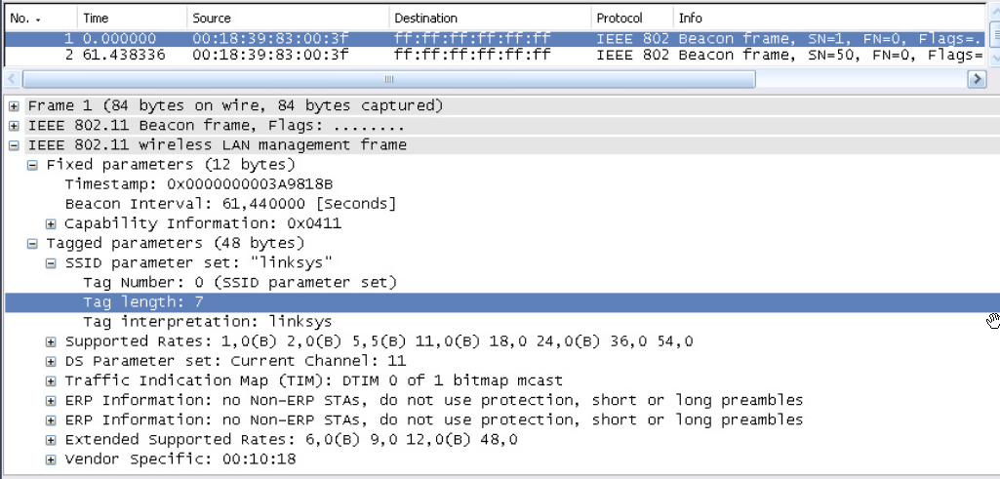 No. . Time Source Destination Protocol Info
1 0.000000 00:18:39:83:00:3f ff:ff:ff:ff:ff:ff IEEE 802 Beacon frame, SN=1, FN=0, Flags=.
2 61.438336 00:18:39:83:00:3f ff:ff:ff:ff:ff:ff IEEE 802 Beacon frame, SN=50, FN=0, Flags=
Frame 1 (84 bytes on wire, 84 bytes captured)
IEEE 802.11 Beacon frame, Flags: ........
IEEE 802.11 wireless LAN management frame
Fixed parameters (12 bytes)
Timestamp: 0x0000000003A9818B
Beacon Interval: 61,440000 [Seconds]
Capability Information: 0x0411
Tagged parameters (48 bytes)
SSID parameter set: "linksys"
Tag Number: 0 (SSID parameter set)
Tag length: 7
Tag interpretation: linksys
Supported Rates: 1,0(B) 2,0(B) 5,5(B) 11,0(B) 18,0 24,0(B) 36,0 54,0
DS Parameter set: Current Channel: 11
Traffic Indication Map (TIM): DTIM 0 of 1 bitmap mcast
ERP Information: no Non-ERP STAs, do not use protection, short or long preambles
ERP Information: no Non-ERP STAs, do not use protection, short or long preambles
Extended Supported Rates: 6,0(B) 9,0 12,0(B) 48,0
Vendor Specific: 00:10:18